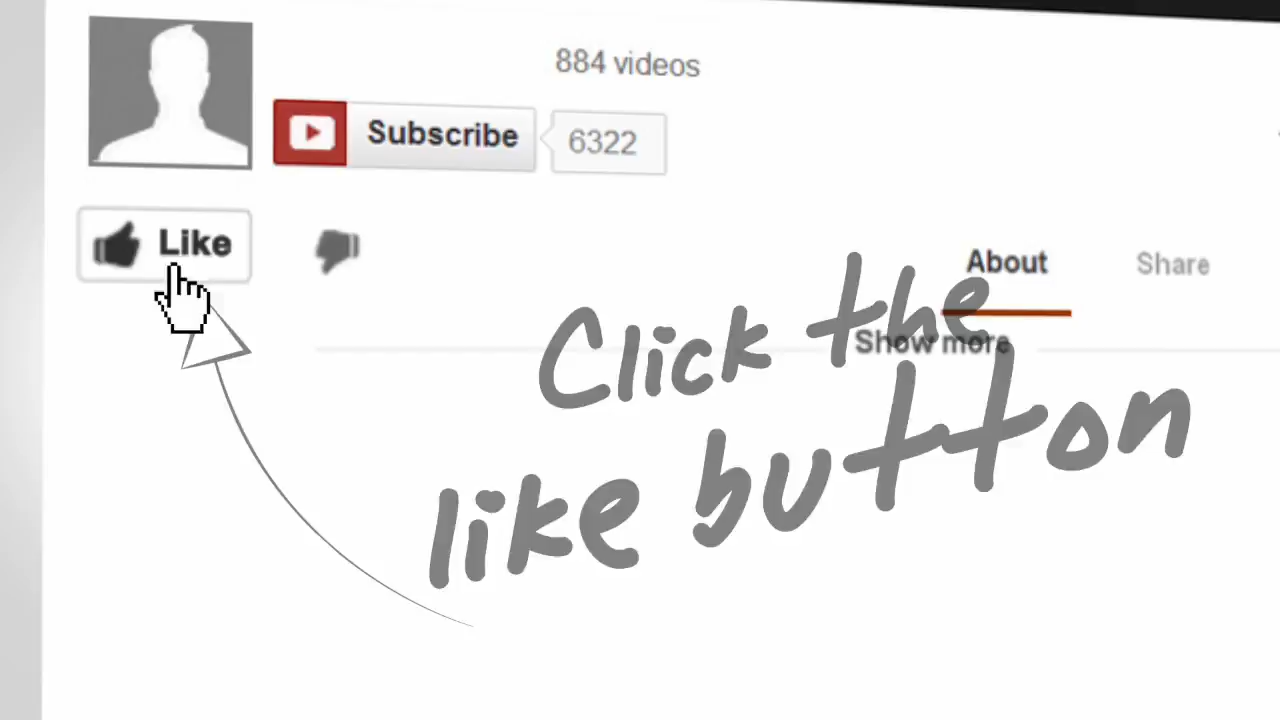 884 videos
Subscribe
6322
Like
About
Share
Show more
Click the
like button